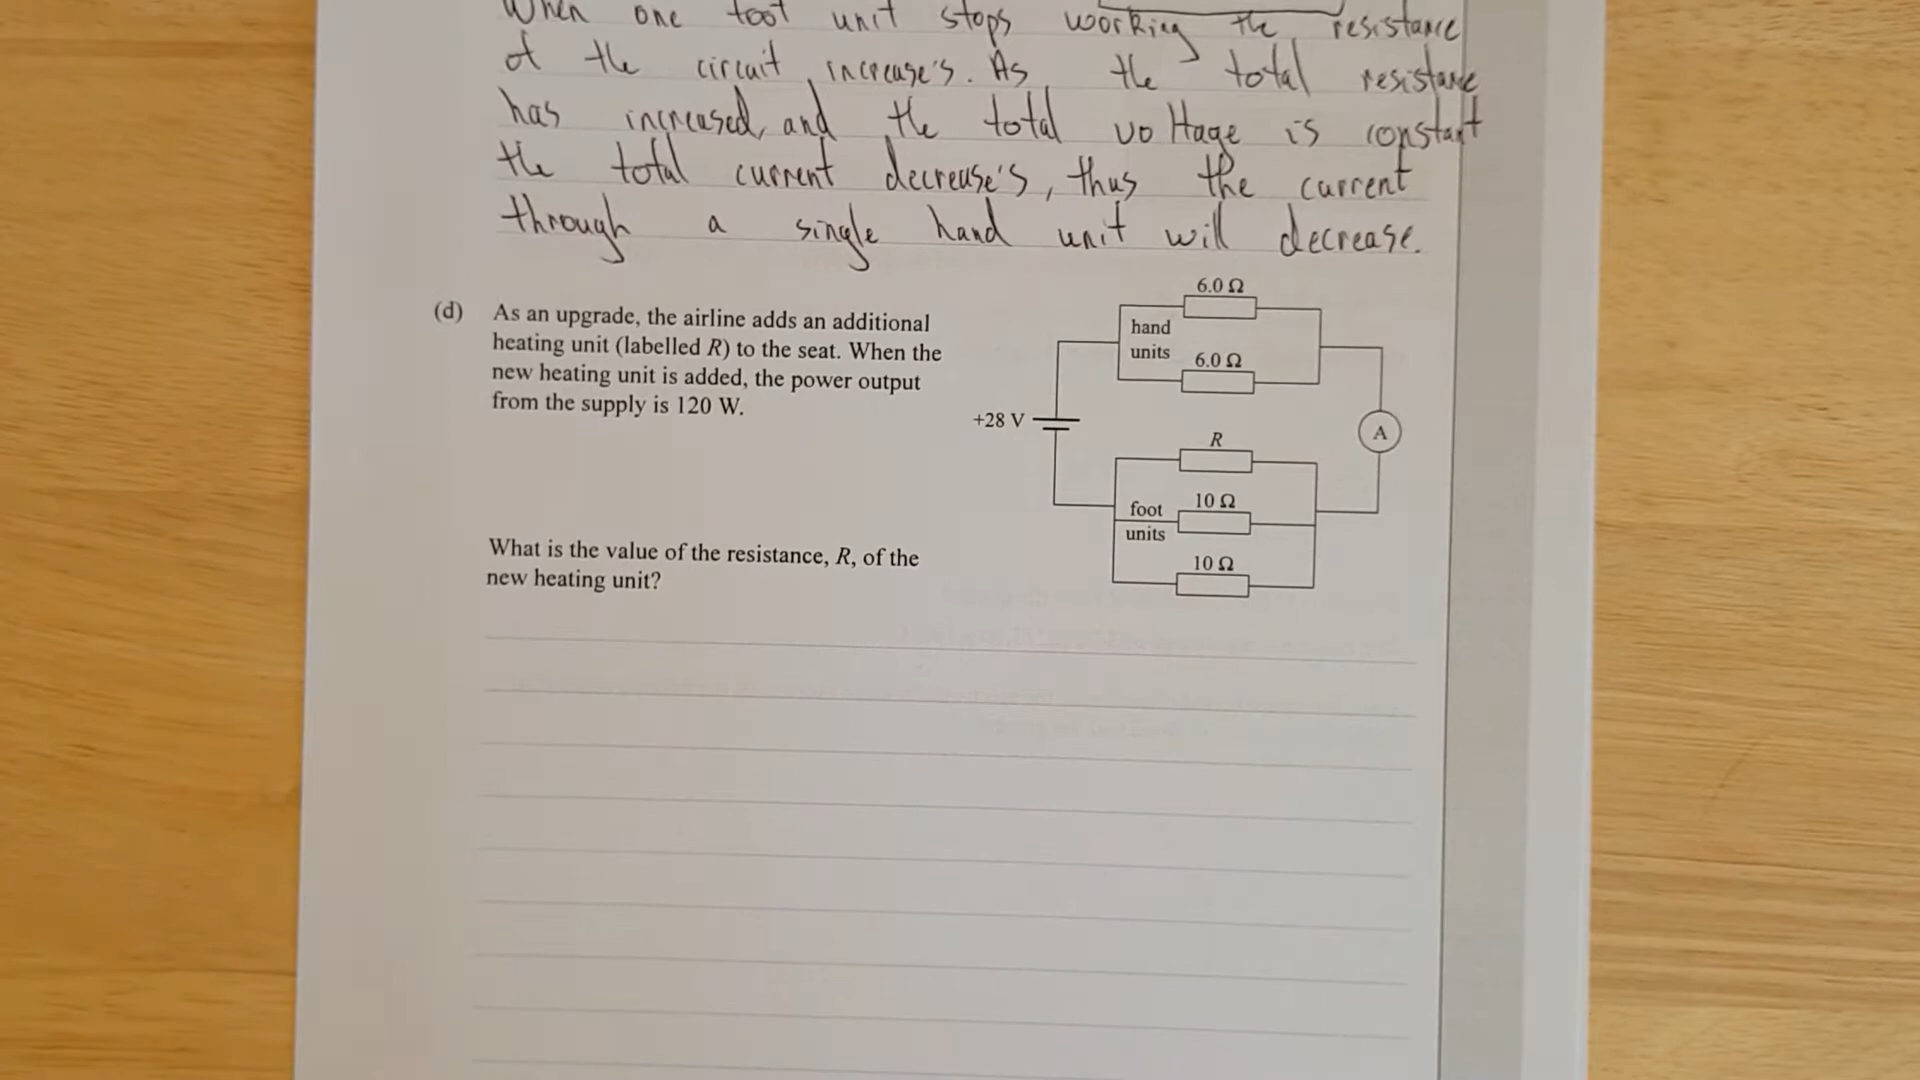 When one foot unit stops working the resistance
of the circuit increase's. As the total resistance
has increased, and the total voltage is constant
the total current decrease's, thus the current
through a single hand unit will decrease.
(d) As an upgrade, the airline adds an additional
heating unit (labelled R) to the seat. When the
new heating unit is added, the power output
from the supply is 120 W.
What is the value of the resistance, R, of the
new heating unit?
6.0 Ω
hand
units
6.0 Ω
+28 V
A
R
foot
units
10 Ω
10 Ω